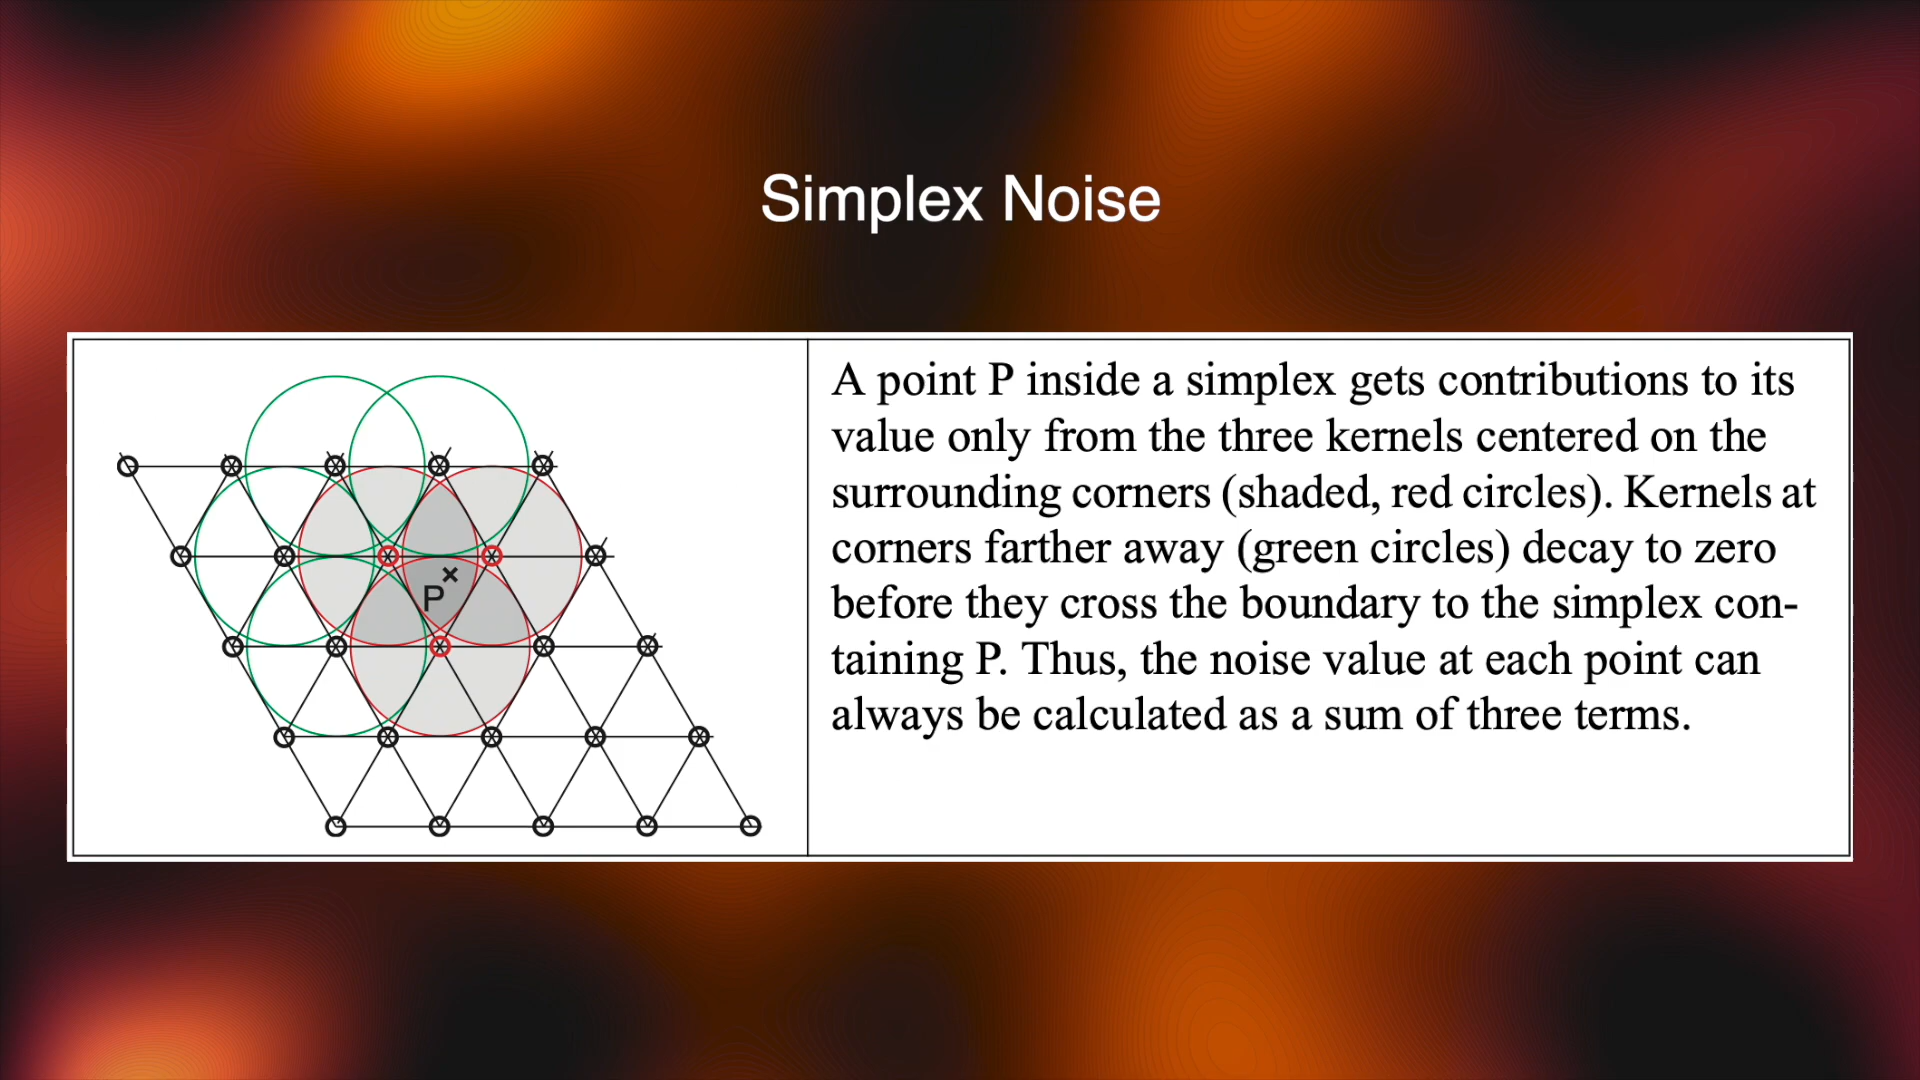 Simplex Noise
P
A point P inside a simplex gets contributions to its
value only from the three kernels centered on the
surrounding corners (shaded, red circles). Kernels at
corners farther away (green circles) decay to zero
before they cross the boundary to the simplex con-
taining P. Thus, the noise value at each point can
always be calculated as a sum of three terms.